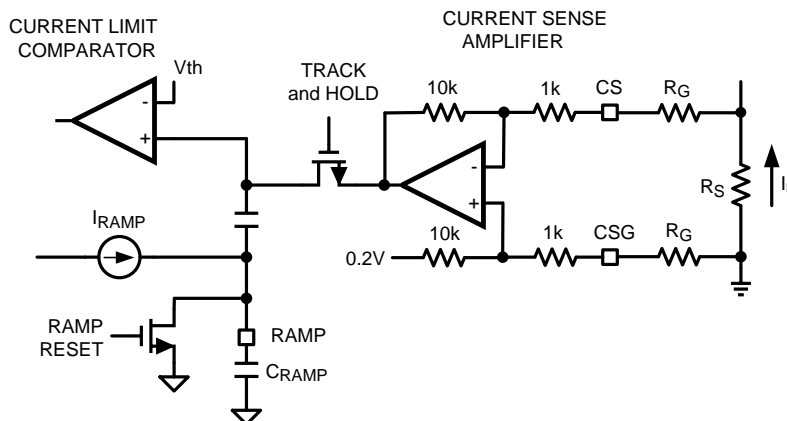 CURRENT LIMIT
COMPARATOR
Vth
TRACK
and HOLD
CURRENT SENSE
AMPLIFIER
10k
1k
CS
RG
-
+
-
+
RS
IRAMP
0.2V
10k
1k
CSG
RG
RAMP
RESET
RAMP
CRAMP